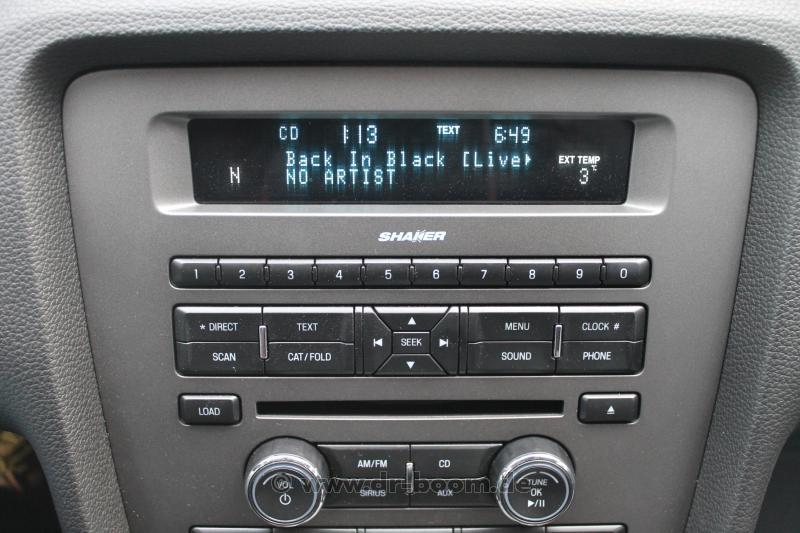 CD 1:13 TEXT 6:49
Back In Black [Live
EXT TEMP
N NO ARTIST 3°C
SHAKER
1 2 3 4 5 6 7 8 9 0
* DIRECT TEXT MENU CLOCK #
SEEK
SCAN CAT/FOLD SOUND PHONE
LOAD
AM/FM CD
VOL TUNE
OK
SIRIUS AUX
www.dr-boom.de